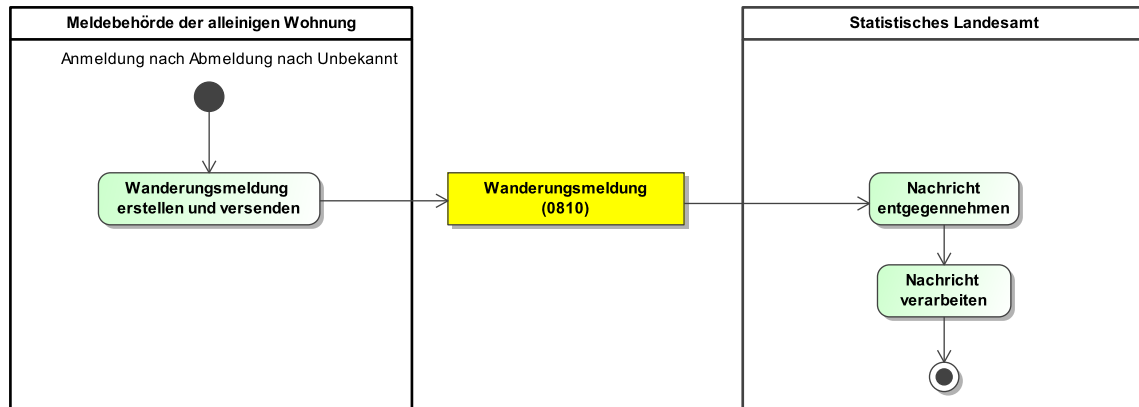 Meldebehörde der alleinigen Wohnung
Statistisches Landesamt
Anmeldung nach Abmeldung nach Unbekannt
Wanderungsmeldung
erstellen und versenden
Wanderungsmeldung
(0810)
Nachricht
entgegennehmen
Nachricht
verarbeiten